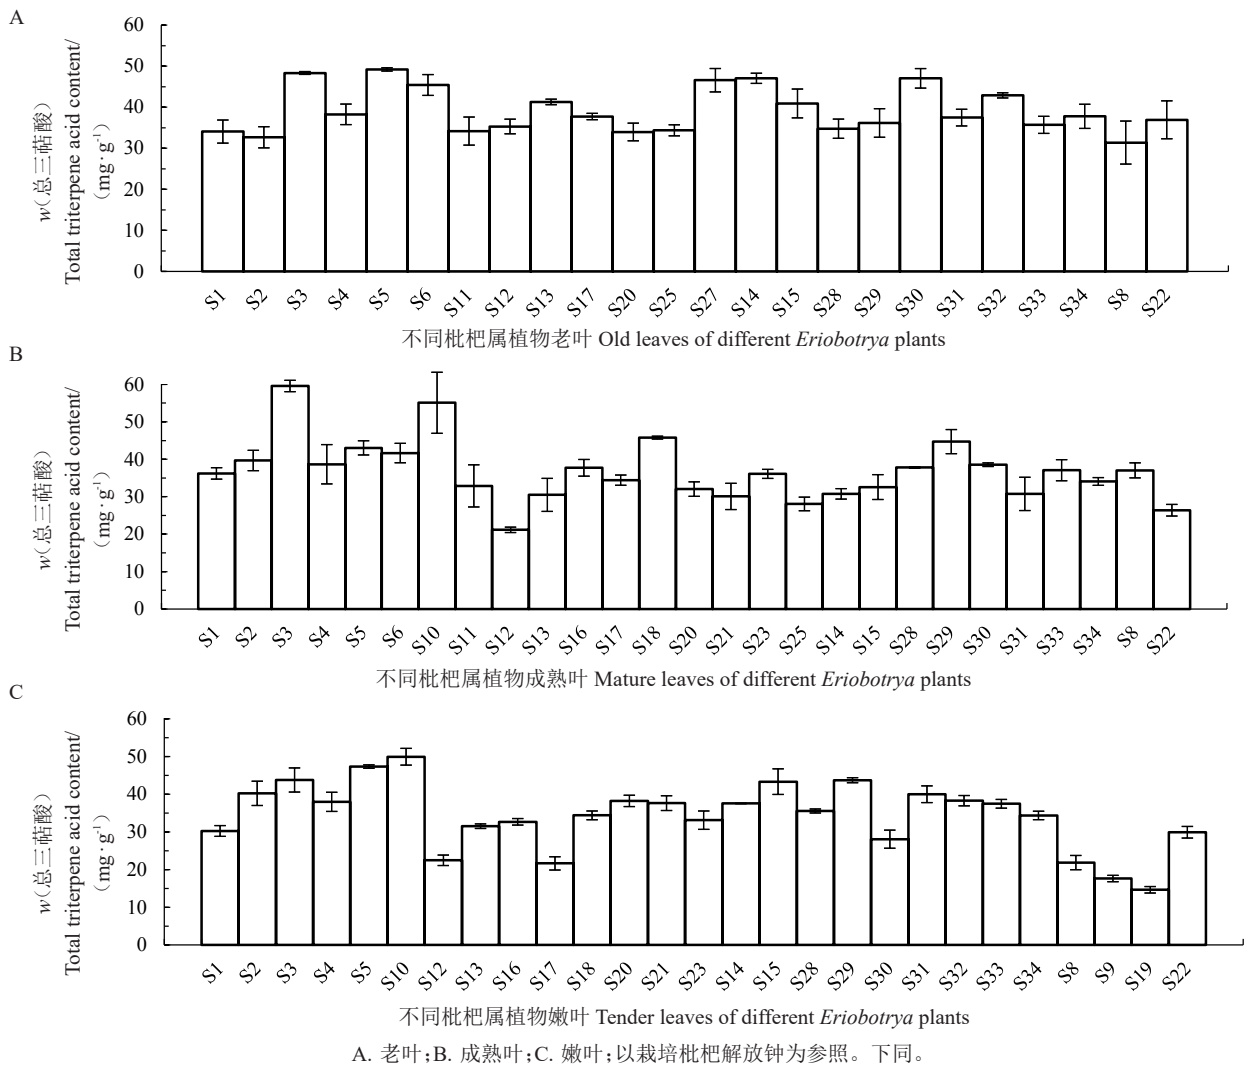 A
w(总三萜酸)
Total triterpene acid content/
(mg·g-1)
60
50
40
30
20
10
0
S1 S2 S3 S4 S5 S6 S11 S12 S13 S17 S20 S25 S27 S14 S15 S28 S29 S30 S31 S32 S33 S34 S8 S22
不同枇杷属植物老叶 Old leaves of different Eriobotrya plants
B
w(总三萜酸)
Total triterpene acid content/
(mg·g-1)
60
50
40
30
20
10
0
S1 S2 S3 S4 S5 S6 S10 S11 S12 S13 S16 S17 S18 S20 S21 S23 S25 S14 S15 S28 S29 S30 S31 S33 S34 S8 S22
不同枇杷属植物成熟叶 Mature leaves of different Eriobotrya plants
C
w(总三萜酸)
Total triterpene acid content/
(mg·g-1)
60
50
40
30
20
10
0
S1 S2 S3 S4 S5 S10 S12 S13 S16 S17 S18 S20 S21 S23 S14 S15 S28 S29 S30 S31 S32 S33 S34 S8 S9 S19 S22
不同枇杷属植物嫩叶 Tender leaves of different Eriobotrya plants
A. 老叶;B. 成熟叶;C. 嫩叶;以栽培枇杷解放钟为参照。下同。